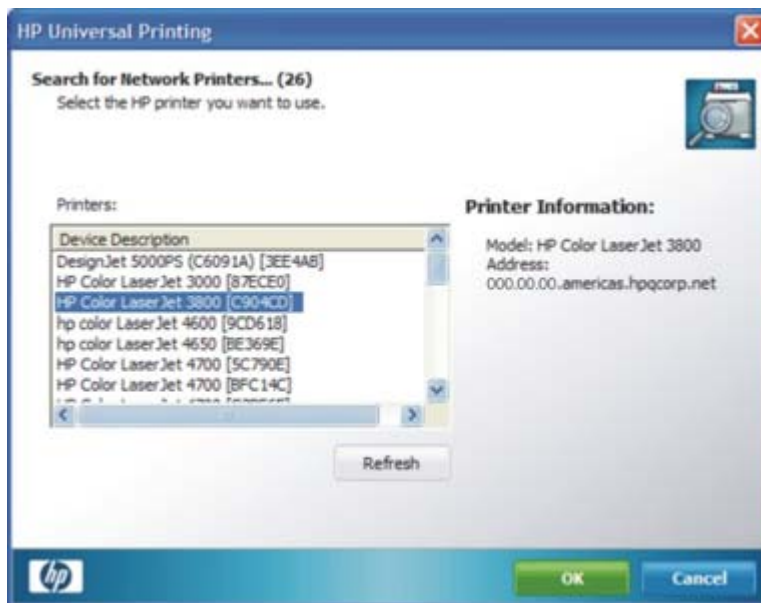 HP Universal Printing
Search for Network Printers... (26)
Select the HP printer you want to use.
Printers:
Device Description
DesignJet 5000PS (C6091A) [3EE4AB]
HP Color LaserJet 3000 [87ECE0]
HP Color LaserJet 3800 [C904CD]
hp color LaserJet 4600 [9CD618]
hp color LaserJet 4650 [BE369E]
HP Color LaserJet 4700 [5C790E]
HP Color LaserJet 4700 [BFC14C]
Printer Information:
Model: HP Color LaserJet 3800
Address:
000.00.00.americas.hpqcorp.net
Refresh
hp
OK
Cancel